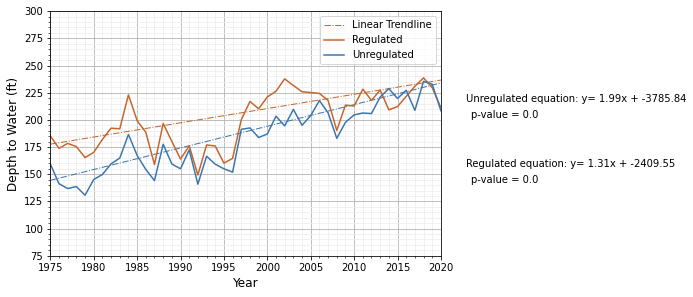 300
275
250
225
200
175
150
125
100
75
Depth to Water (ft)
1975 1980 1985 1990 1995 2000 2005 2010 2015 2020
Year
Linear Trendline
Regulated
Unregulated
Unregulated equation: y= 1.99x + -3785.84
p-value = 0.0
Regulated equation: y= 1.31x + -2409.55
p-value = 0.0